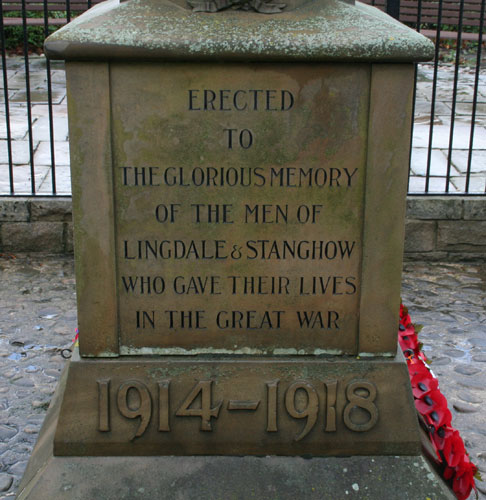 ERECTED
TO
THE GLORIOUS MEMORY
OF THE MEN OF
LINGDALE & STANGHOW
WHO GAVE THEIR LIVES
IN THE GREAT WAR
1914-1918